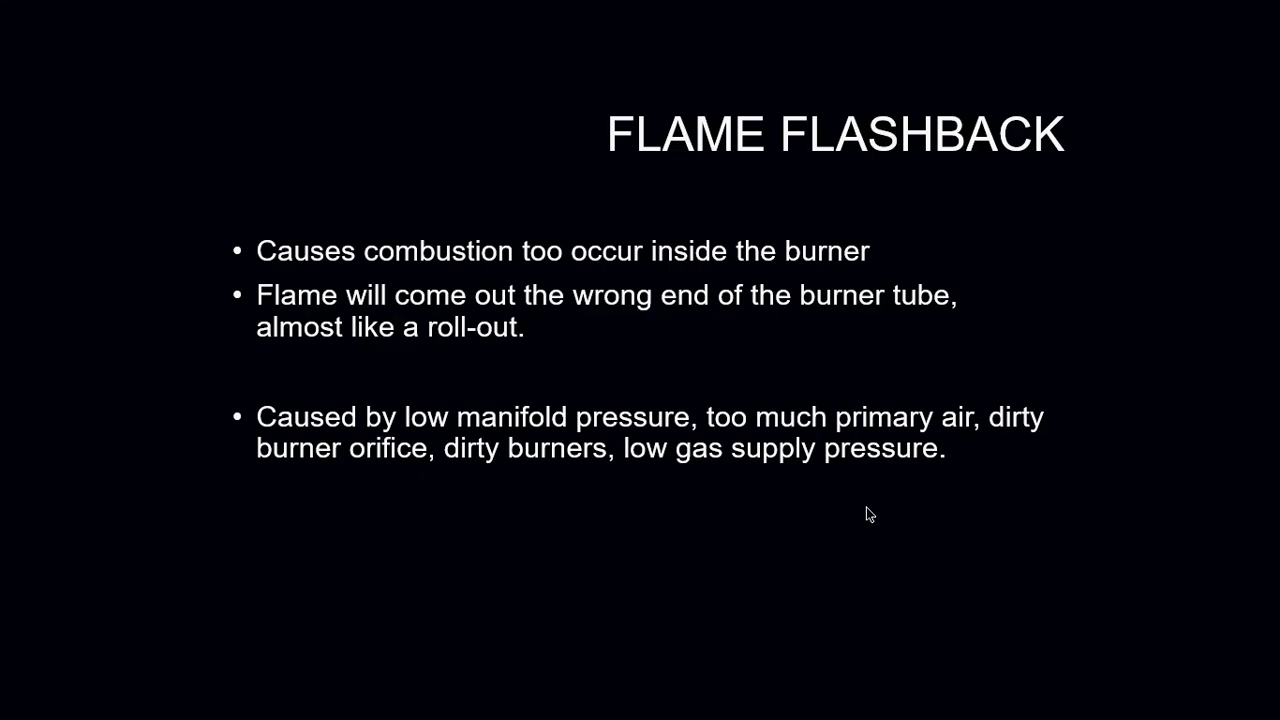 FLAME FLASHBACK
• Causes combustion too occur inside the burner
• Flame will come out the wrong end of the burner tube,
almost like a roll-out.
• Caused by low manifold pressure, too much primary air, dirty
burner orifice, dirty burners, low gas supply pressure.